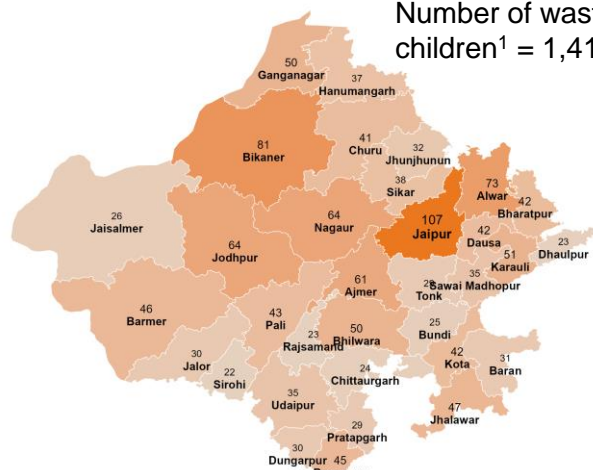 Number of wast
children¹ = 1,41
50
Ganganagar
37
Hanumangarh
81
Bikaner
41
Churu
32
Jhunjhunun
38
Sikar
73
Alwar
42
Bharatpur
26
Jaisalmer
64
Jodhpur
64
Nagaur
107
Jaipur
42
Dausa
51
Karauli
23
Dhaulpur
61
Ajmer
Tonk
35
Sawai Madhopur
46
Barmer
43
Pali
23
Rajsamand
50
Bhilwara
25
Bundi
30
Jalor
22
Sirohi
24
Chittaurgarh
42
Kota
31
Baran
35
Udaipur
47
Jhalawar
29
Pratapgarh
30
Dungarpur
45